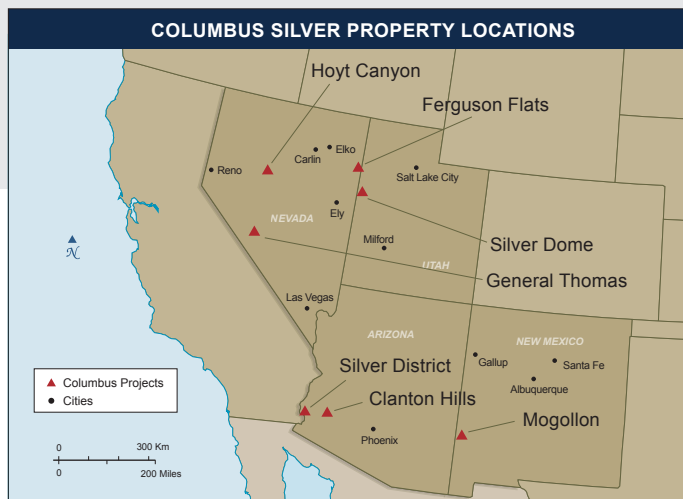 COLUMBUS SILVER PROPERTY LOCATIONS
Hoyt Canyon
Ferguson Flats
Elko
Carlin
Reno
Salt Lake City
Ely
NEVADA
Silver Dome
Milford
N
UTAH
General Thomas
Las Vegas
ARIZONA
NEW MEXICO
Silver District
Gallup
Santa Fe
Columbus Projects
Cities
Clanton Hills
Albuquerque
Mogollon
Phoenix
0 300 Km
0 200 Miles